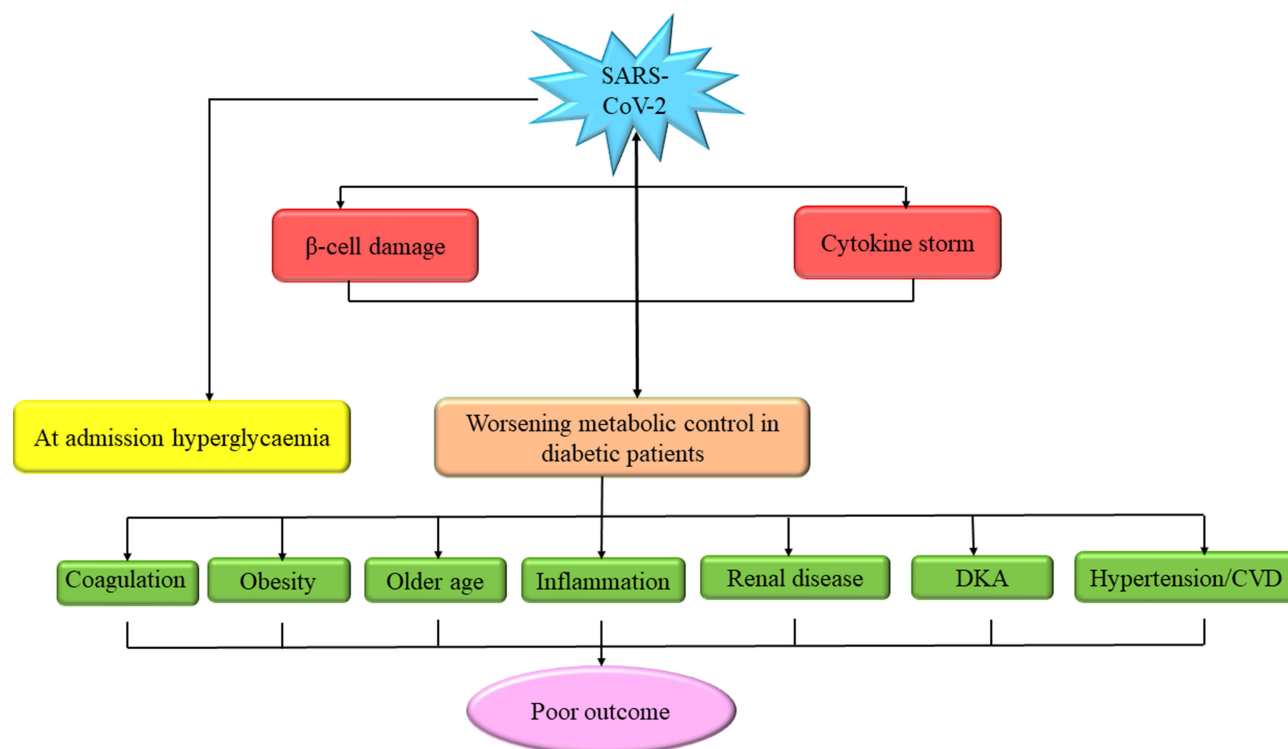 SARS-
CoV-2
β-cell damage
Cytokine storm
At admission hyperglycaemia
Worsening metabolic control in
diabetic patients
Coagulation
Obesity
Older age
Inflammation
Renal disease
DKA
Hypertension/CVD
Poor outcome